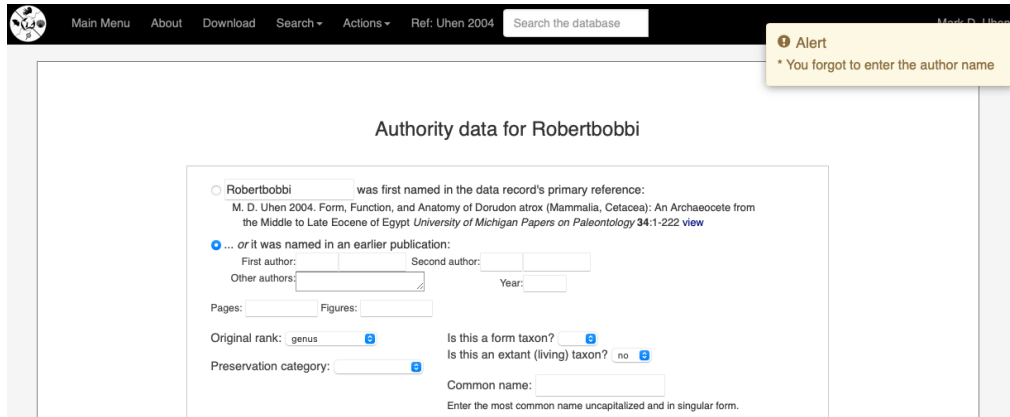 Main Menu About Download Search Actions Ref: Uhen 2004 Search the database Mark D. Uhen
Alert
* You forgot to enter the author name
Authority data for Robertbobbi
Robertbobbi was first named in the data record's primary reference:
M. D. Uhen 2004. Form, Function, and Anatomy of Dorudon atrox (Mammalia, Cetacea): An Archaeocete from
the Middle to Late Eocene of Egypt University of Michigan Papers on Paleontology 34:1-222 view
... or it was named in an earlier publication:
First author: Second author:
Other authors: Year:
Pages: Figures:
Original rank: genus Is this a form taxon?
Is this an extant (living) taxon? no
Preservation category:
Common name:
Enter the most common name uncapitalized and in singular form.